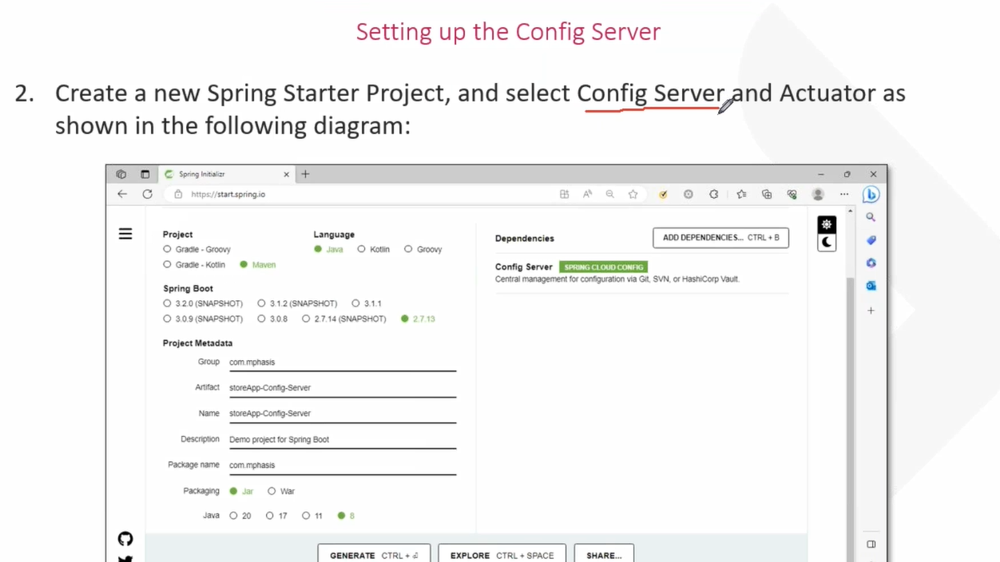 Setting up the Config Server
2. Create a new Spring Starter Project, and select Config Server and Actuator as
shown in the following diagram:
Spring Initializr
https://start.spring.io
Project
Gradle - Groovy
Gradle - Kotlin Maven
Language
Java Kotlin Groovy
Spring Boot
3.2.0 (SNAPSHOT) 3.1.2 (SNAPSHOT) 3.1.1
3.0.9 (SNAPSHOT) 3.0.8 2.7.14 (SNAPSHOT) 2.7.13
Project Metadata
Group com.mphasis
Artifact storeApp-Config-Server
Name storeApp-Config-Server
Description Demo project for Spring Boot
Package name com.mphasis
Packaging Jar War
Java 20 17 11 8
Dependencies ADD DEPENDENCIES... CTRL + B
Config Server SPRING CLOUD CONFIG
Central management for configuration via Git, SVN, or HashiCorp Vault.
GENERATE CTRL + ⏎ EXPLORE CTRL + SPACE SHARE...